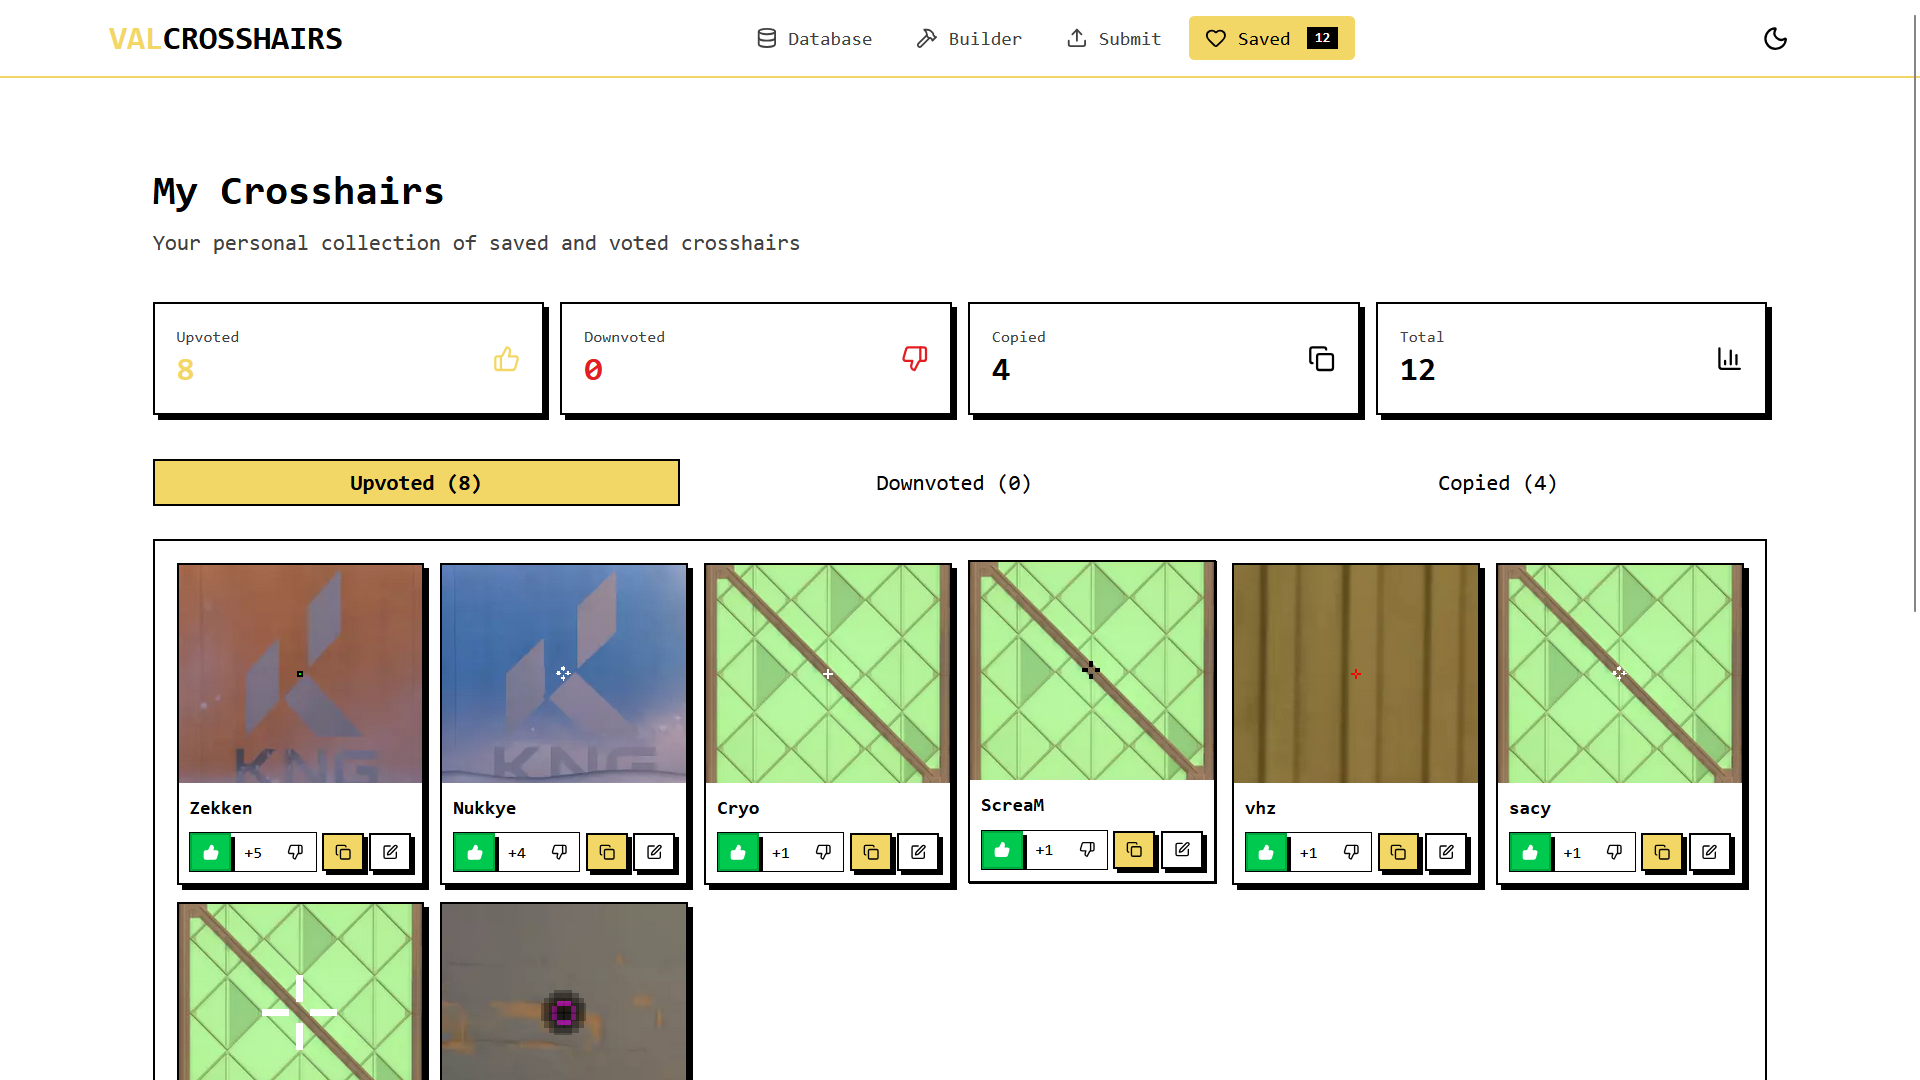 VALCROSSHAIRS
Database
Builder
Submit
Saved 12
My Crosshairs
Your personal collection of saved and voted crosshairs
Upvoted
8
Downvoted
0
Copied
4
Total
12
Upvoted (8)
Downvoted (0)
Copied (4)
KNG
KNG
Zekken
Nukkye
Cryo
ScreaM
vhz
sacy
+5
+4
+1
+1
+1
+1